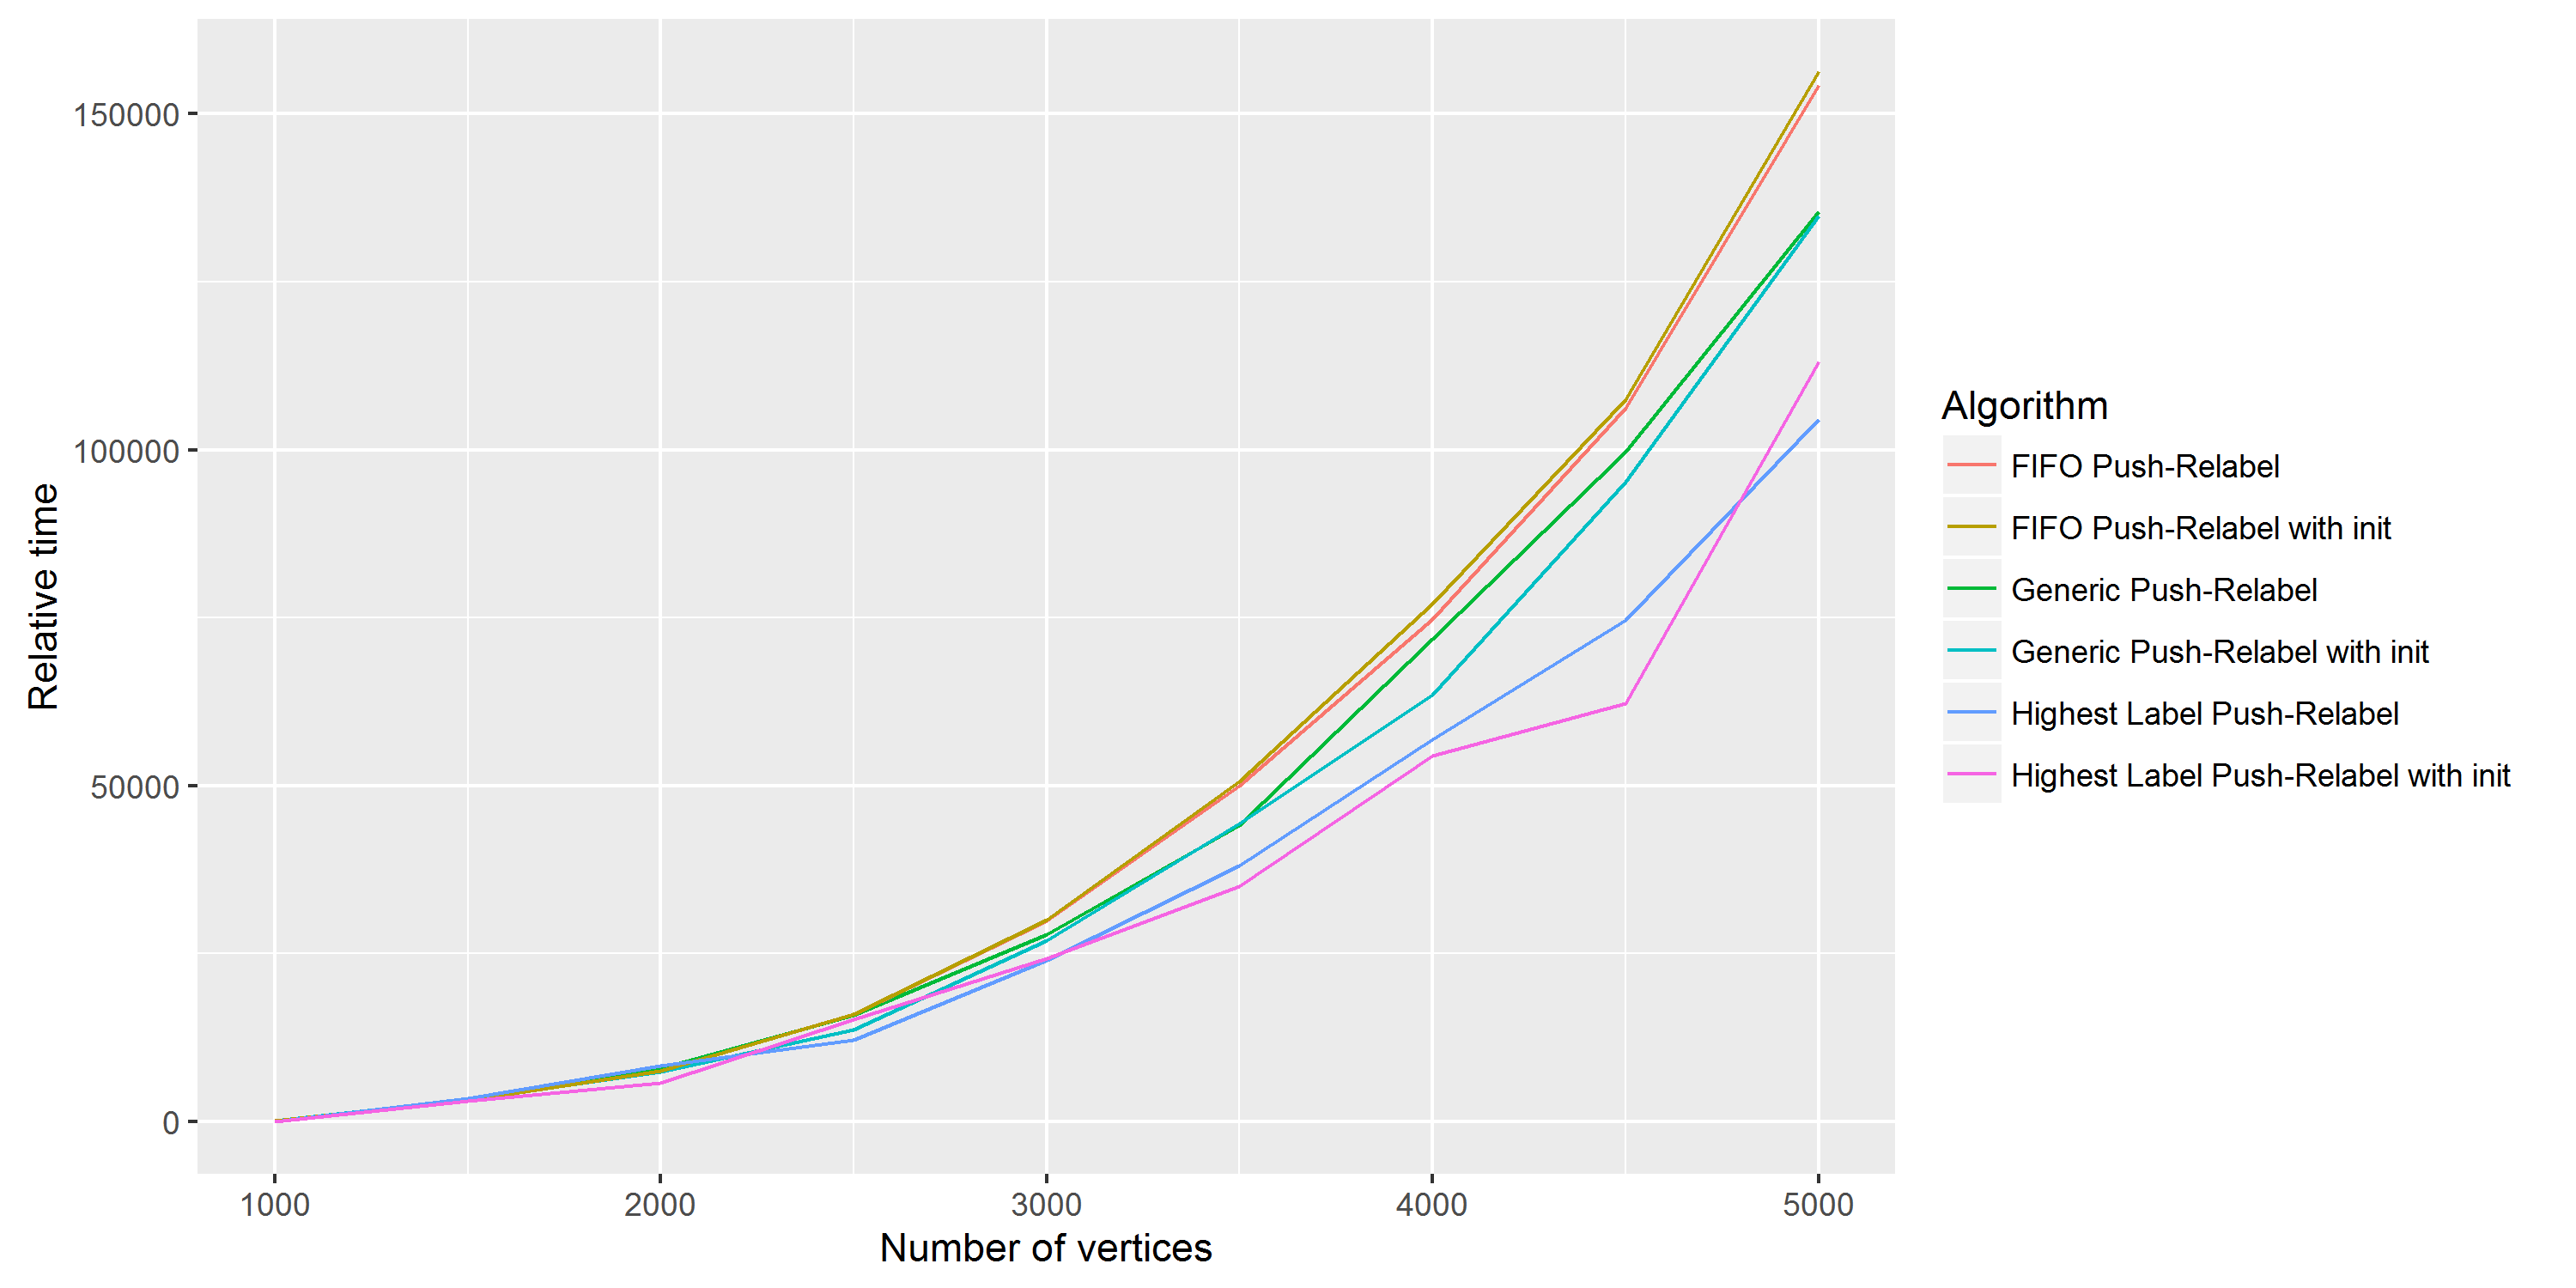 150000
100000
50000
0
Relative time
1000
2000
3000
4000
5000
Number of vertices
Algorithm
FIFO Push-Relabel
FIFO Push-Relabel with init
Generic Push-Relabel
Generic Push-Relabel with init
Highest Label Push-Relabel
Highest Label Push-Relabel with init